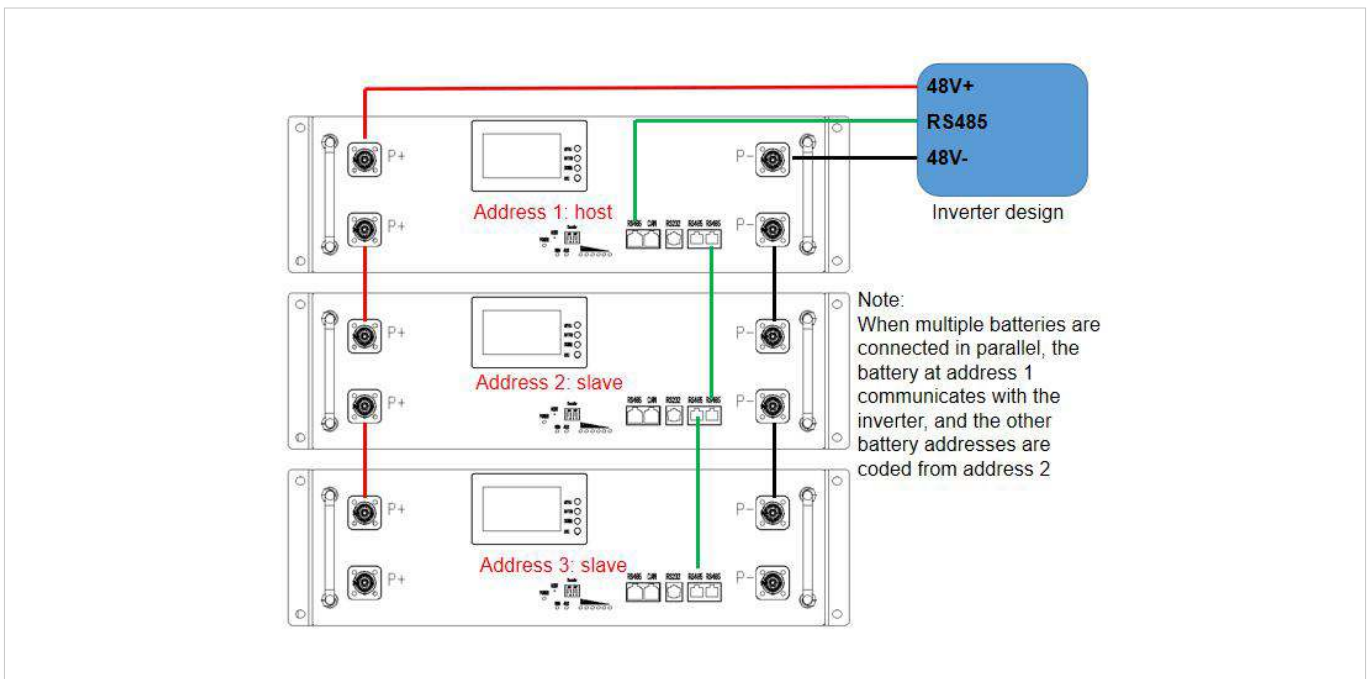 48V+
RS485
48V-
Inverter design
P+
P-
Address 1: host
RS485 CAN RS232 RS485 RS485
P+
P-
P+
P-
Address 2: slave
RS485 CAN RS232 RS485 RS485
P+
P-
Note:
When multiple batteries are
connected in parallel, the
battery at address 1
communicates with the
inverter, and the other
battery addresses are
coded from address 2
P+
P-
Address 3: slave
RS485 CAN RS232 RS485 RS485
P+
P-